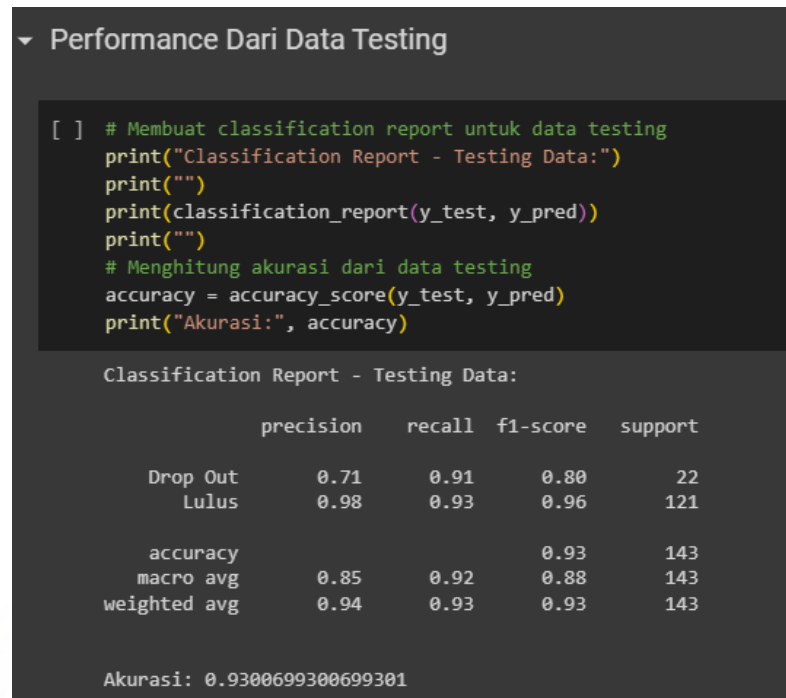 Performance Dari Data Testing
[ ] # Membuat classification report untuk data testing
print("Classification Report - Testing Data:")
print("")
print(classification_report(y_test, y_pred))
print("")
# Menghitung akurasi dari data testing
accuracy = accuracy_score(y_test, y_pred)
print("Akurasi:", accuracy)
Classification Report - Testing Data:
precision recall f1-score support
Drop Out 0.71 0.91 0.80 22
Lulus 0.98 0.93 0.96 121
accuracy 0.93 143
macro avg 0.85 0.92 0.88 143
weighted avg 0.94 0.93 0.93 143
Akurasi: 0.9300699300699301